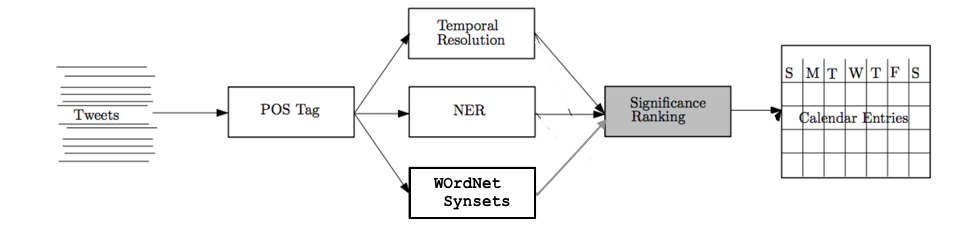 Tweets
POS Tag
Temporal
Resolution
NER
WOrdNet
Synsets
Significance
Ranking
S M T W T F S
Calendar Entries